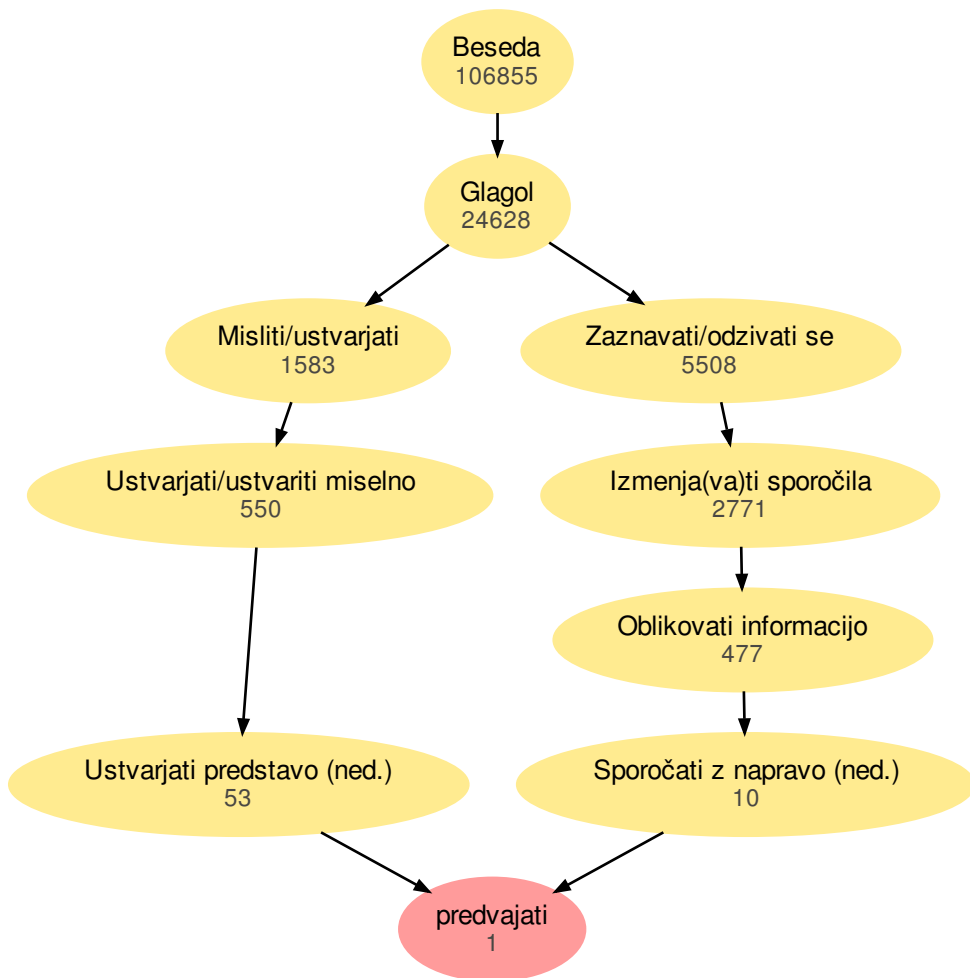 Beseda
106855
Glagol
24628
Misliti/ustvarjati
1583
Zaznavati/odzivati se
5508
Ustvarjati/ustvariti miselno
550
Izmenja(va)ti sporočila
2771
Oblikovati informacijo
477
Ustvarjati predstavo (ned.)
53
Sporočati z napravo (ned.)
10
predvajati
1